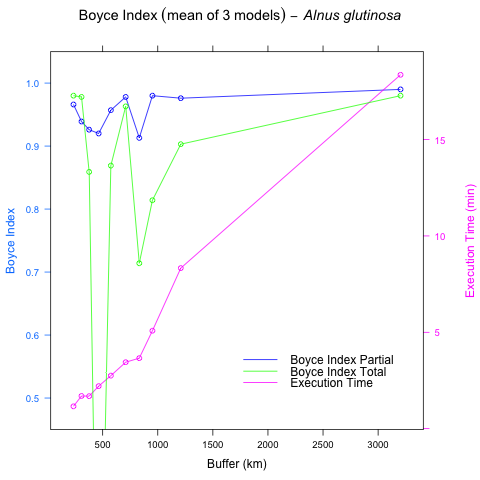 Boyce Index (mean of 3 models) – Alnus glutinosa
1.0
0.9
0.8
0.7
0.6
0.5
Boyce Index
15
10
5
Execution Time (min)
Boyce Index Partial
Boyce Index Total
Execution Time
500 1000 1500 2000 2500 3000
Buffer (km)